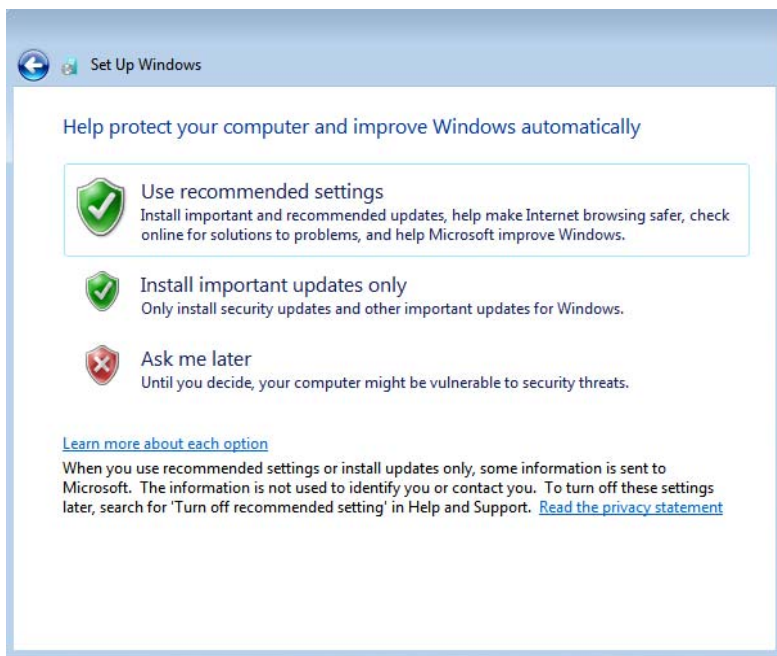 Set Up Windows
Help protect your computer and improve Windows automatically
Use recommended settings
Install important and recommended updates, help make Internet browsing safer, check
online for solutions to problems, and help Microsoft improve Windows.
Install important updates only
Only install security updates and other important updates for Windows.
Ask me later
Until you decide, your computer might be vulnerable to security threats.
Learn more about each option
When you use recommended settings or install updates only, some information is sent to
Microsoft.  The information is not used to identify you or contact you.  To turn off these settings
later, search for 'Turn off recommended setting' in Help and Support.  Read the privacy statement